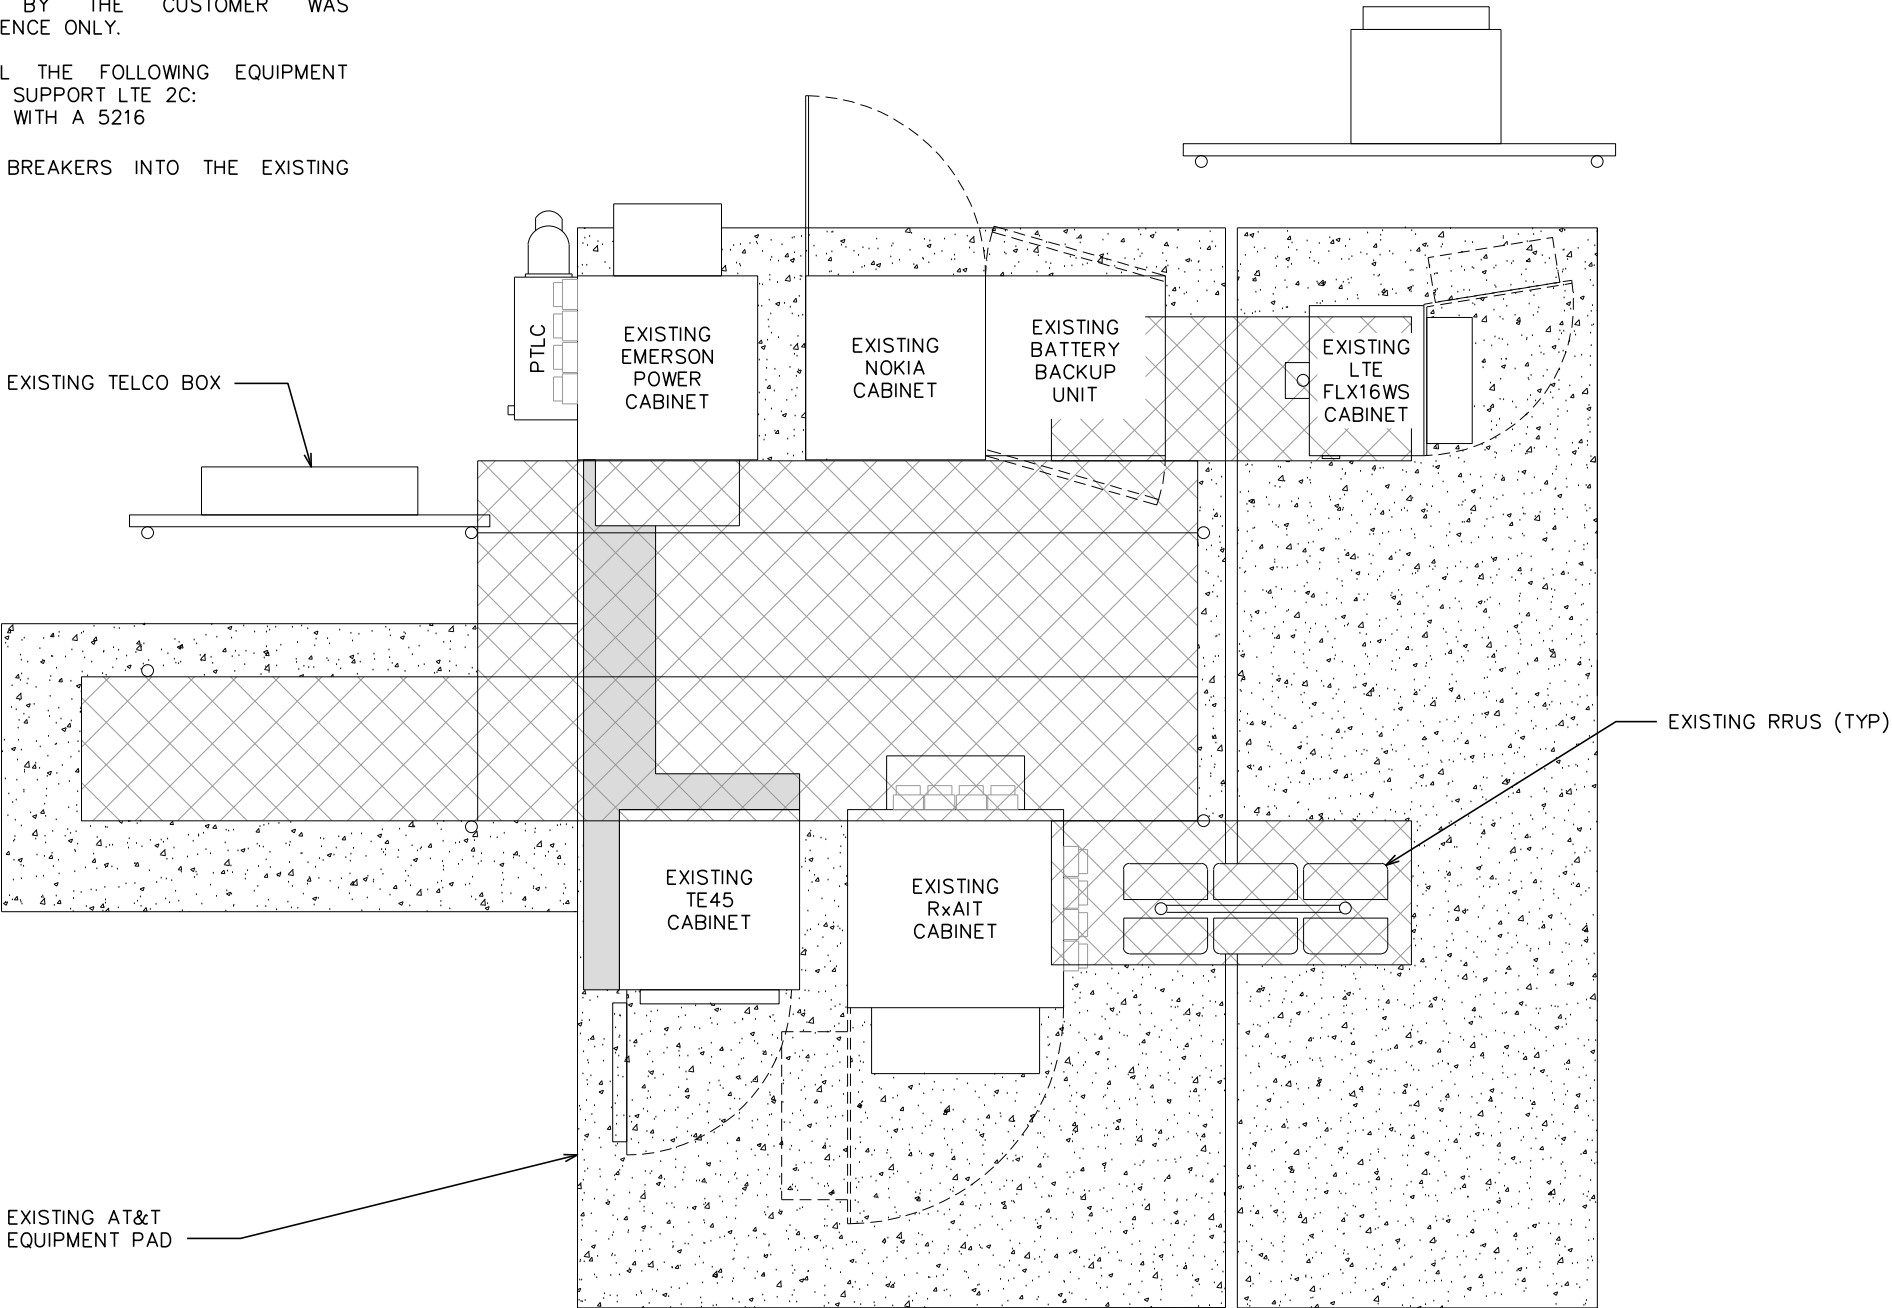 BY THE CUSTOMER WAS
ENCE ONLY.
L THE FOLLOWING EQUIPMENT
SUPPORT LTE 2C:
WITH A 5216
BREAKERS INTO THE EXISTING
PTLC
EXISTING
EMERSON
POWER
CABINET
EXISTING
NOKIA
CABINET
EXISTING
BATTERY
BACKUP
UNIT
EXISTING
LTE
FLX16WS
CABINET
EXISTING TELCO BOX
EXISTING RRUS (TYP)
EXISTING
TE45
CABINET
EXISTING
RxAIT
CABINET
EXISTING AT&T
EQUIPMENT PAD